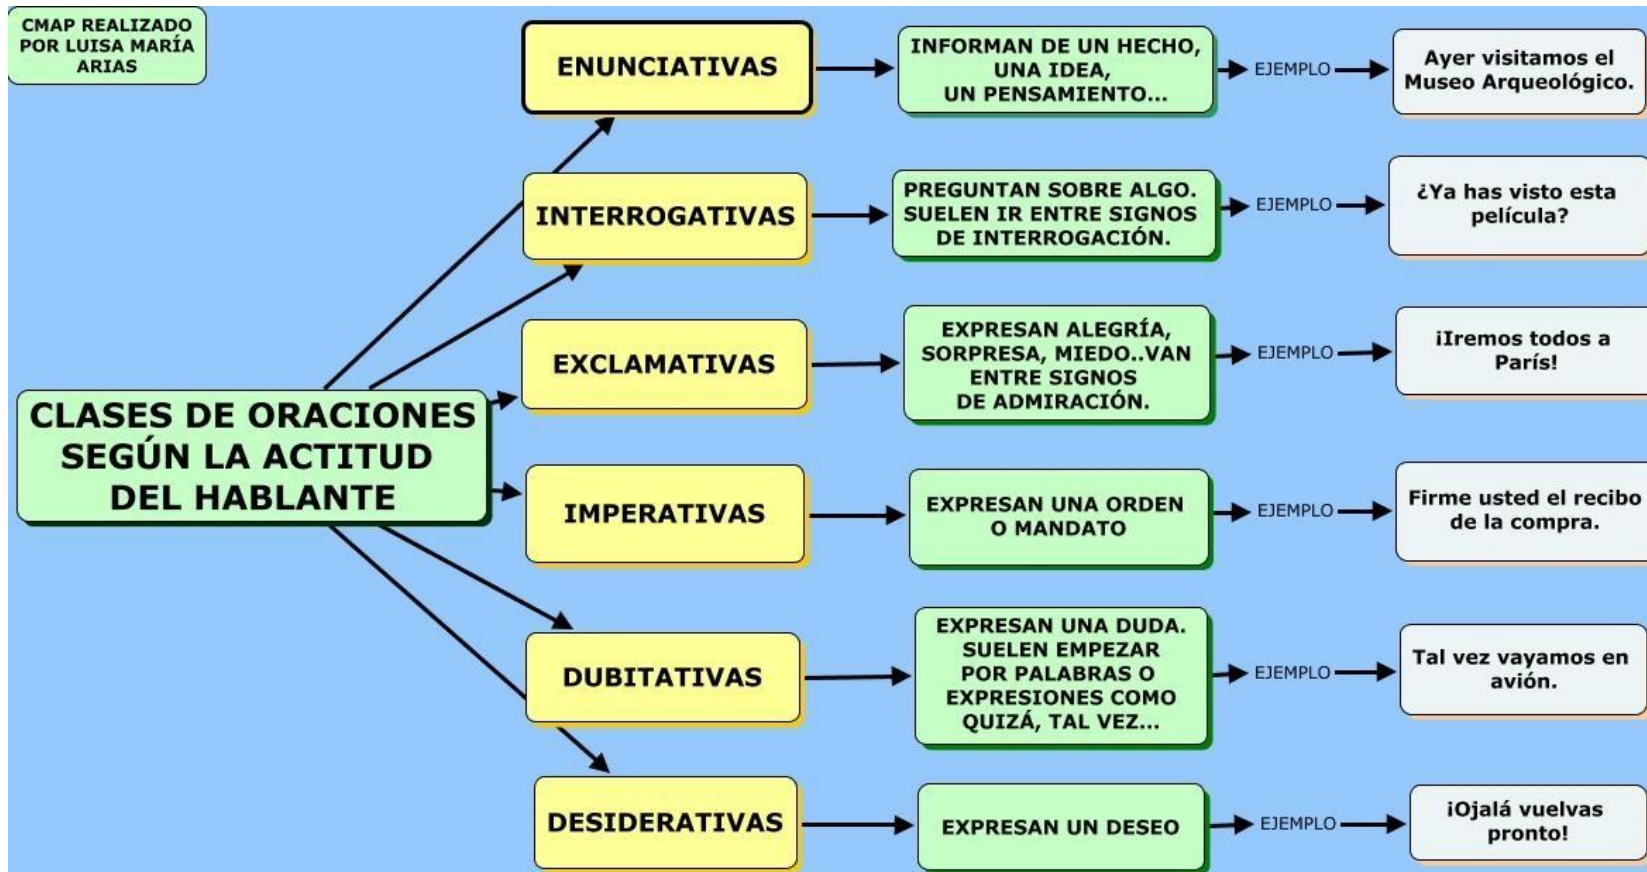 CMAP REALIZADO
POR LUISA MARÍA
ARIAS
CLASES DE ORACIONES
SEGÚN LA ACTITUD
DEL HABLANTE
ENUNCIATIVAS
INFORMAN DE UN HECHO,
UNA IDEA,
UN PENSAMIENTO...
EJEMPLO
Ayer visitamos el
Museo Arqueológico.
INTERROGATIVAS
PREGUNTAN SOBRE ALGO.
SUELEN IR ENTRE SIGNOS
DE INTERROGACIÓN.
EJEMPLO
¿Ya has visto esta
película?
EXCLAMATIVAS
EXPRESAN ALEGRÍA,
SORPRESA, MIEDO..VAN
ENTRE SIGNOS
DE ADMIRACIÓN.
EJEMPLO
¡Iremos todos a
París!
IMPERATIVAS
EXPRESAN UNA ORDEN
O MANDATO
EJEMPLO
Firme usted el recibo
de la compra.
DUBITATIVAS
EXPRESAN UNA DUDA.
SUELEN EMPEZAR
POR PALABRAS O
EXPRESIONES COMO
QUIZÁ, TAL VEZ...
EJEMPLO
Tal vez vayamos en
avión.
DESIDERATIVAS
EXPRESAN UN DESEO
EJEMPLO
¡Ojalá vuelvas
pronto!